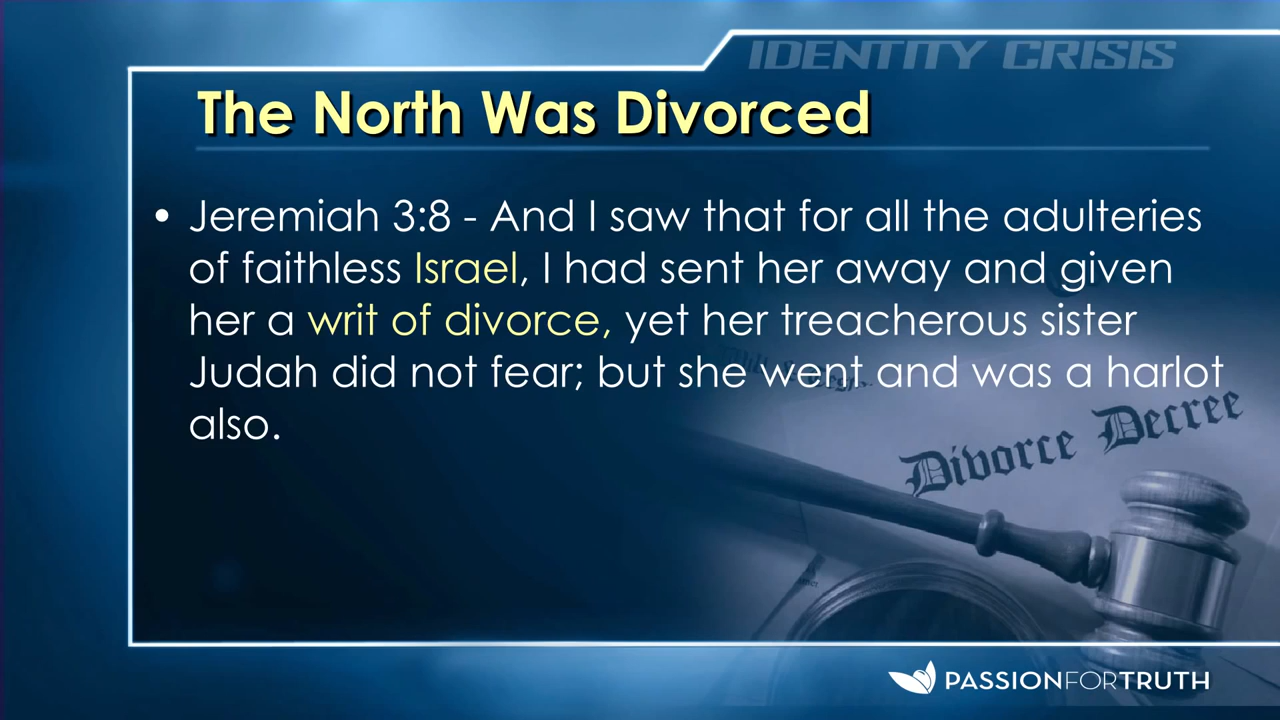 IDENTITY CRISIS
The North Was Divorced
• Jeremiah 3:8 - And I saw that for all the adulteries
of faithless Israel, I had sent her away and given
her a writ of divorce, yet her treacherous sister
Judah did not fear; but she went and was a harlot
also.
Divorce Decree
PASSIONFORTRUTH